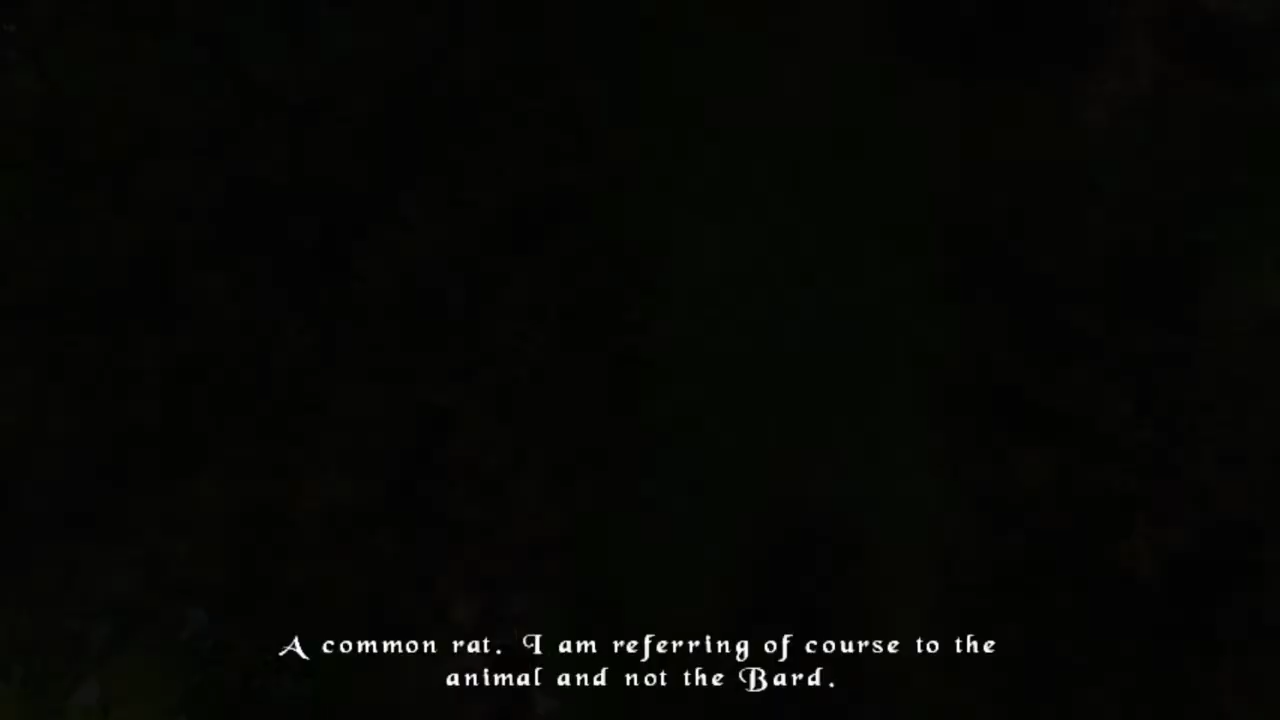 A common rat. I am referring of course to the
animal and not the Bard.